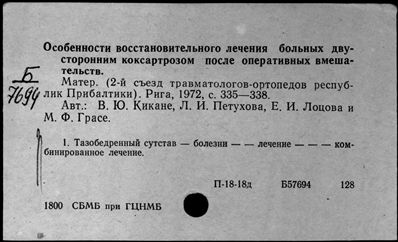 Особенности восстановительного лечения больных дву-
сторонним коксартрозом после оперативных вмеша-
тельств.
Б
7694
Матер. (2-й съезд травматологов-ортопедов респуб-
лик Прибалтики). Рига, 1972, с. 335—338.
Авт.: В. Ю. Кикане, Л. И. Петухова, Е. И. Лоцова и
М. Ф. Грасе.
1. Тазобедренный сутстав — болезни — — лечение — — — ком-
бинированное лечение.
П-18-18д Б57694 128
1800 СБМБ при ГЦНМБ